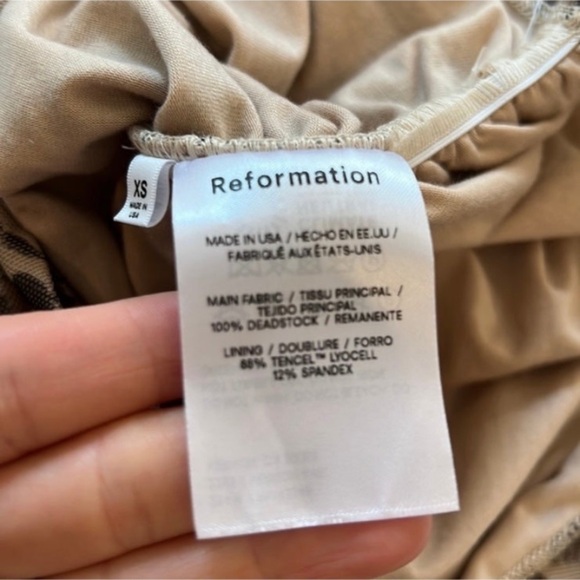 XS
MADE IN
USA
Reformation
MADE IN USA / HECHO EN EE.UU /
FABRIQUÉ AUX ÉTATS-UNIS
MAIN FABRIC / TISSU PRINCIPAL /
TEJIDO PRINCIPAL
100% DEADSTOCK / REMANENTE
LINING / DOUBLURE / FORRO
88% TENCEL™ LYOCELL
12% SPANDEX